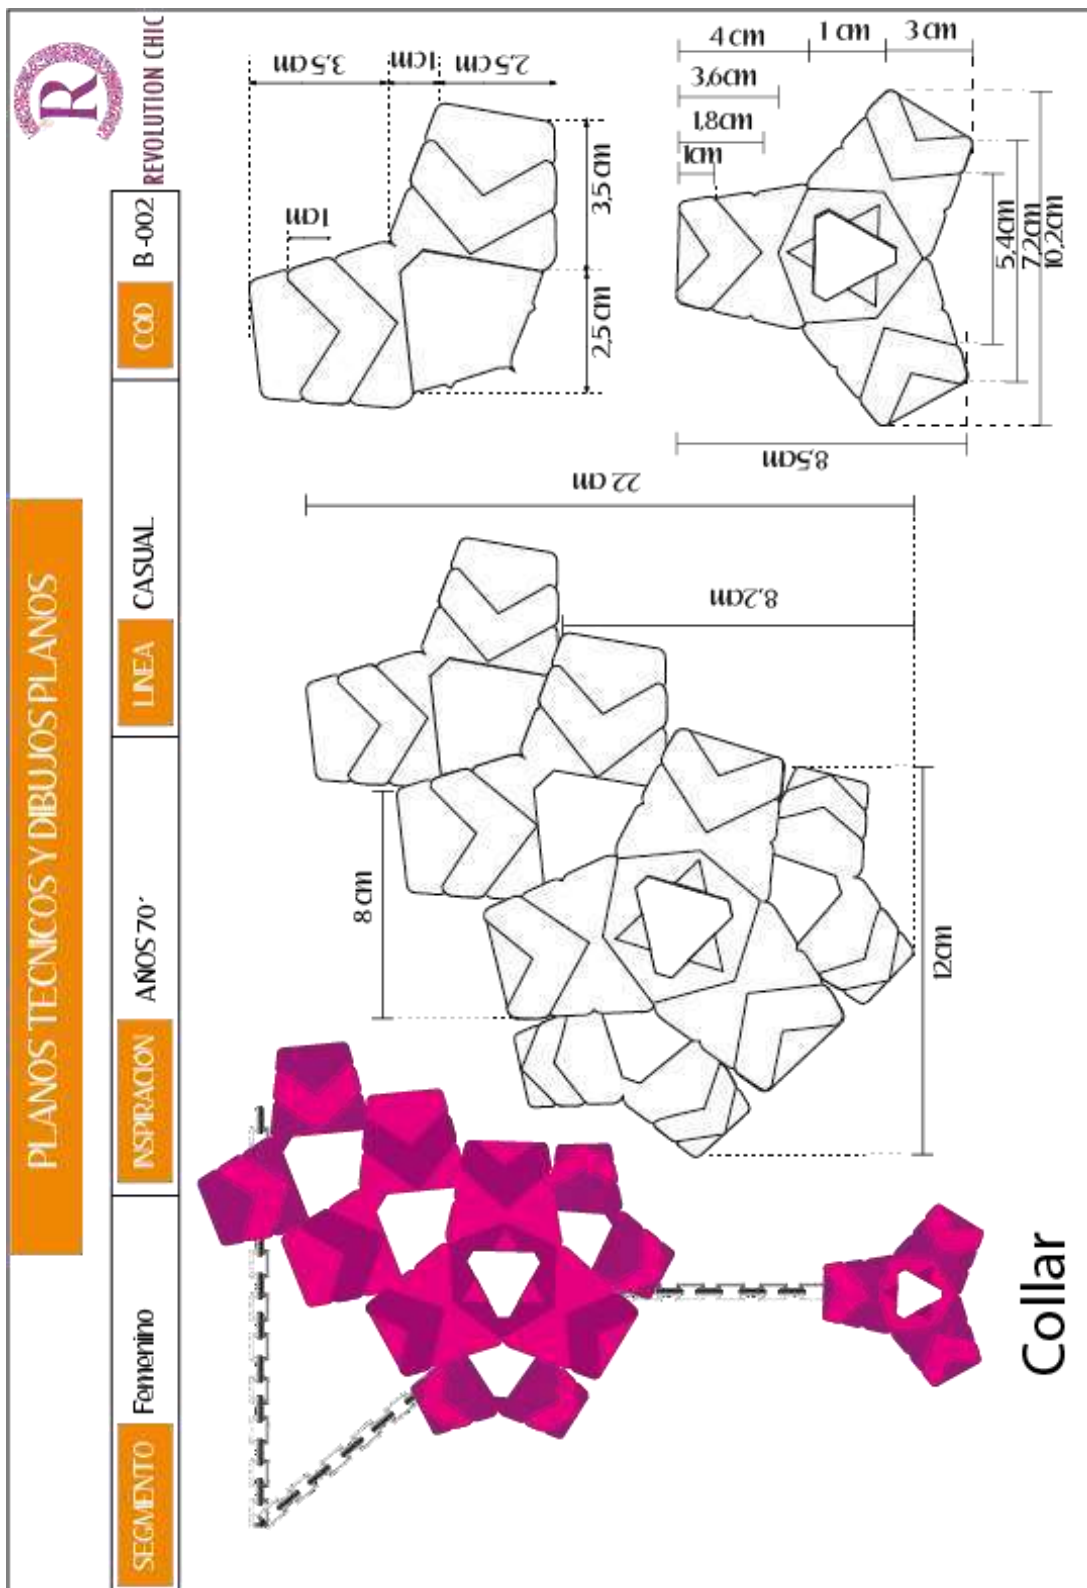 PLANOS TECNICOS Y DIBUJOS PLANOS
R
REVOLUTION CHIC
SEGMENTO Femenino INSPIRACION AÑOS 70´ LINEA CASUAL COD B-002
3,5cm
1cm
2,5cm
1cm
3,5 cm
2,5 cm
4 cm
1 cm
3 cm
3,6cm
1,8cm
1cm
5,4cm
7,2cm
10,2cm
8,5cm
22 cm
8,2cm
8 cm
12cm
Collar